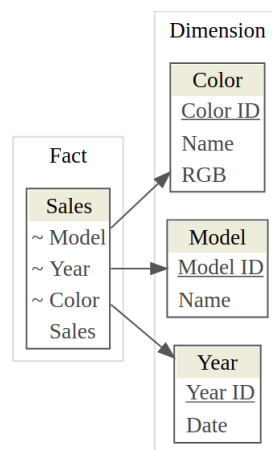 Dimension
Color
Color ID
Name
RGB
Fact
Sales
~ Model
~ Year
~ Color
Sales
Model
Model ID
Name
Year
Year ID
Date